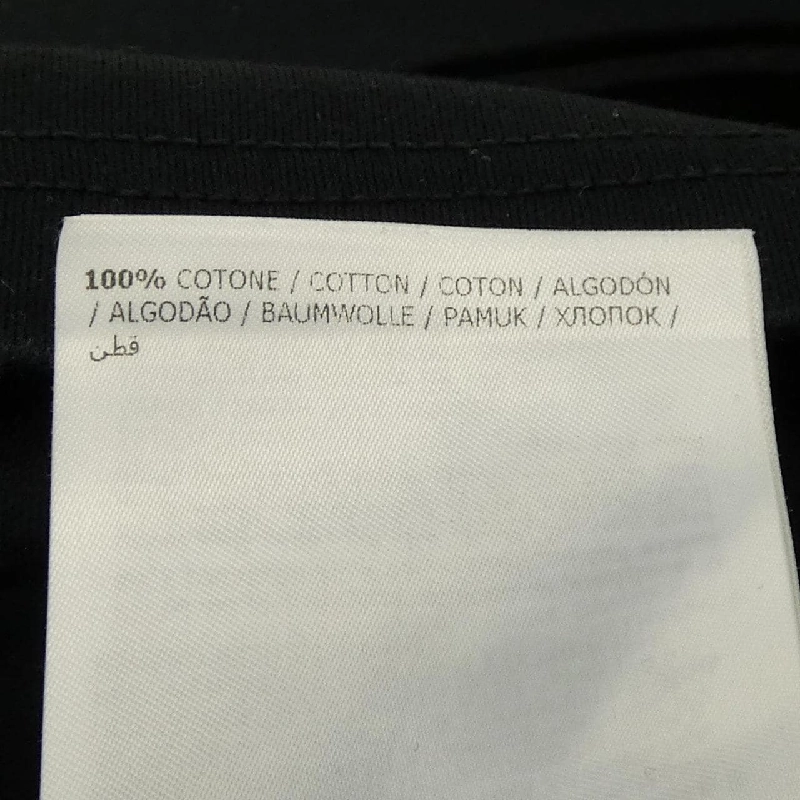 100% COTONE / COTTON / COTON / ALGODÓN
/ ALGODÃO / BAUMWOLLE / PAMUK / ХЛОПОК /
قطن